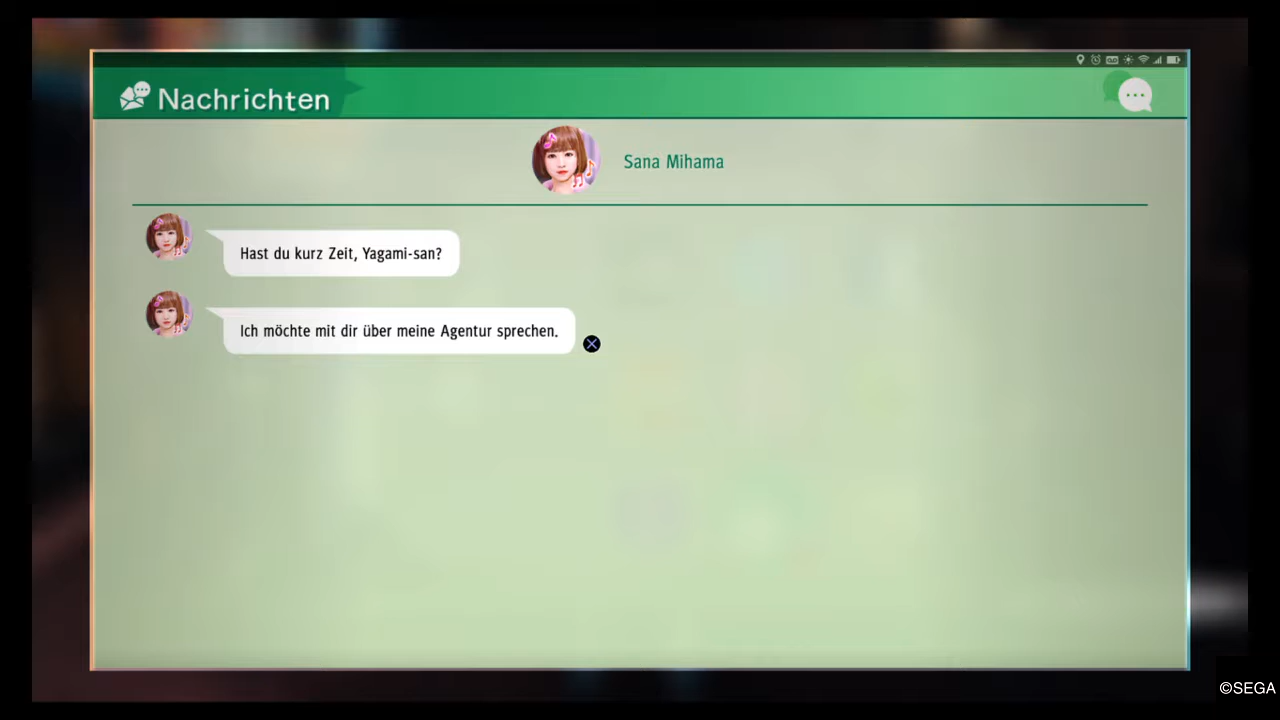 Nachrichten
Sana Mihama
Hast du kurz Zeit, Yagami-san?
Ich möchte mit dir über meine Agentur sprechen.
©SEGA